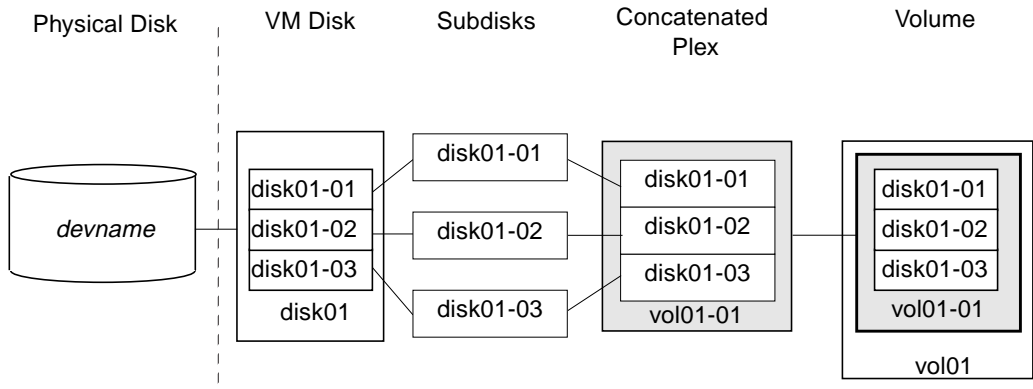 Physical Disk
VM Disk
Subdisks
Concatenated
Plex
Volume
devname
disk01-01
disk01-02
disk01-03
disk01
disk01-01
disk01-02
disk01-03
disk01-01
disk01-02
disk01-03
vol01-01
disk01-01
disk01-02
disk01-03
vol01-01
vol01